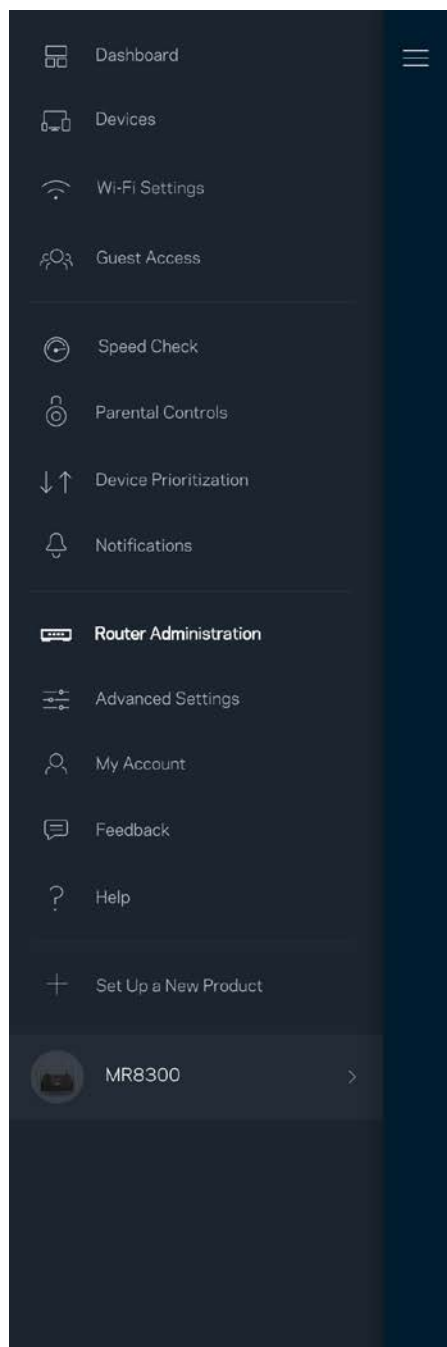 Dashboard
Devices
Wi-Fi Settings
Guest Access
Speed Check
Parental Controls
Device Prioritization
Notifications
Router Administration
Advanced Settings
My Account
Feedback
Help
Set Up a New Product
MR8300